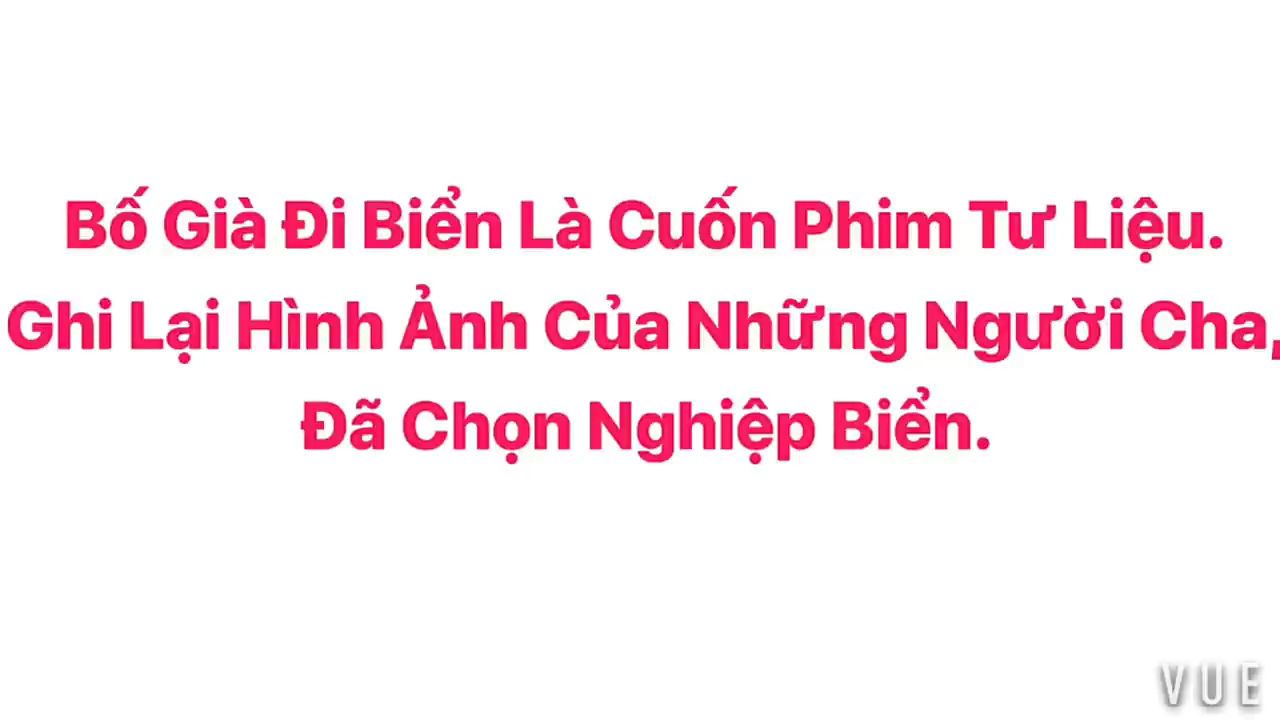 Bố Già Đi Biển Là Cuốn Phim Tư Liệu.
Ghi Lại Hình Ảnh Của Những Người Cha,
Đã Chọn Nghiệp Biển.
VUE